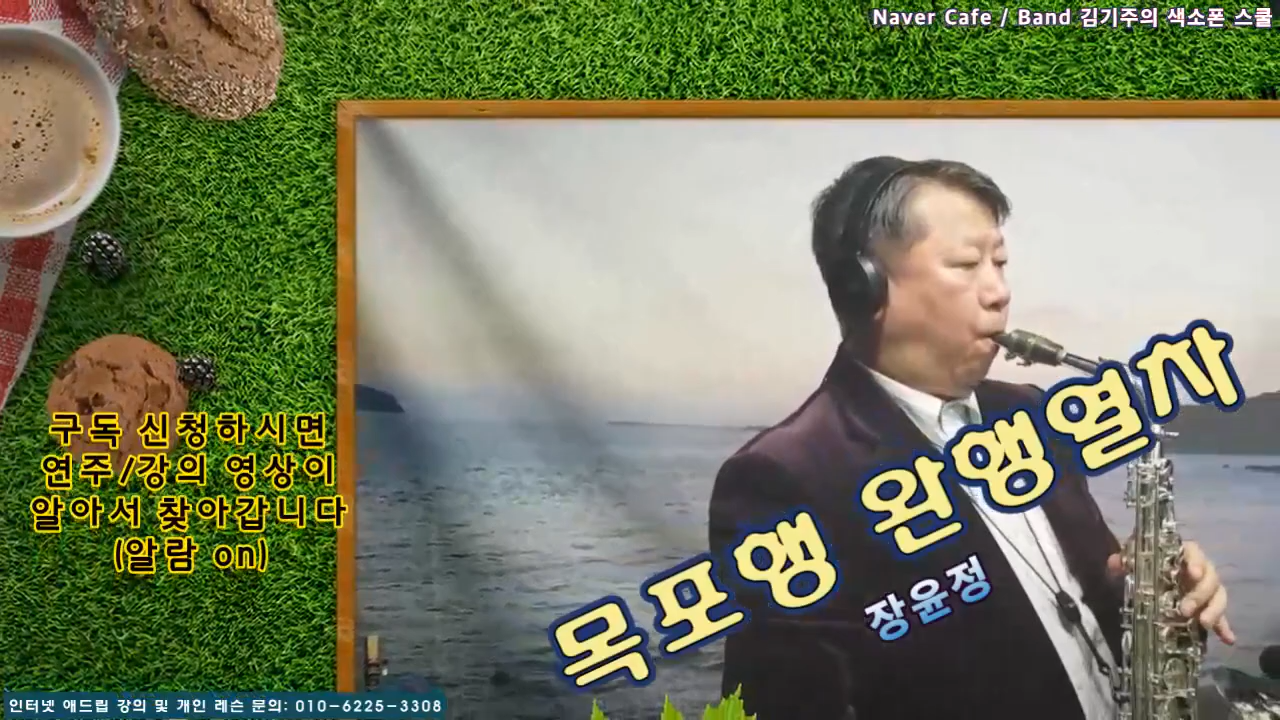 Naver Cafe / Band 김기주의 색소폰 스쿨
구독 신청하시면
연주/강의 영상이
알아서 찾아갑니다
(알람 on)
목포행 완행열차
장윤정
인터넷 애드립 강의 및 개인 레슨 문의: 010-6225-3308